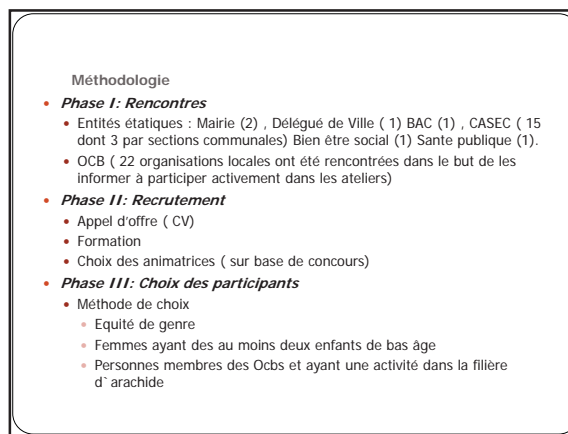 Méthodologie
• Phase I: Rencontres
• Entités étatiques : Mairie (2) , Délégué de Ville ( 1) BAC (1) , CASEC ( 15
dont 3 par sections communales) Bien être social (1) Sante publique (1).
• OCB ( 22 organisations locales ont été rencontrées dans le but de les
informer à participer activement dans les ateliers)
• Phase II: Recrutement
• Appel d'offre ( CV)
• Formation
• Choix des animatrices ( sur base de concours)
• Phase III: Choix des participants
• Méthode de choix
• Equité de genre
• Femmes ayant des au moins deux enfants de bas âge
• Personnes membres des Ocbs et ayant une activité dans la filière
d`arachide